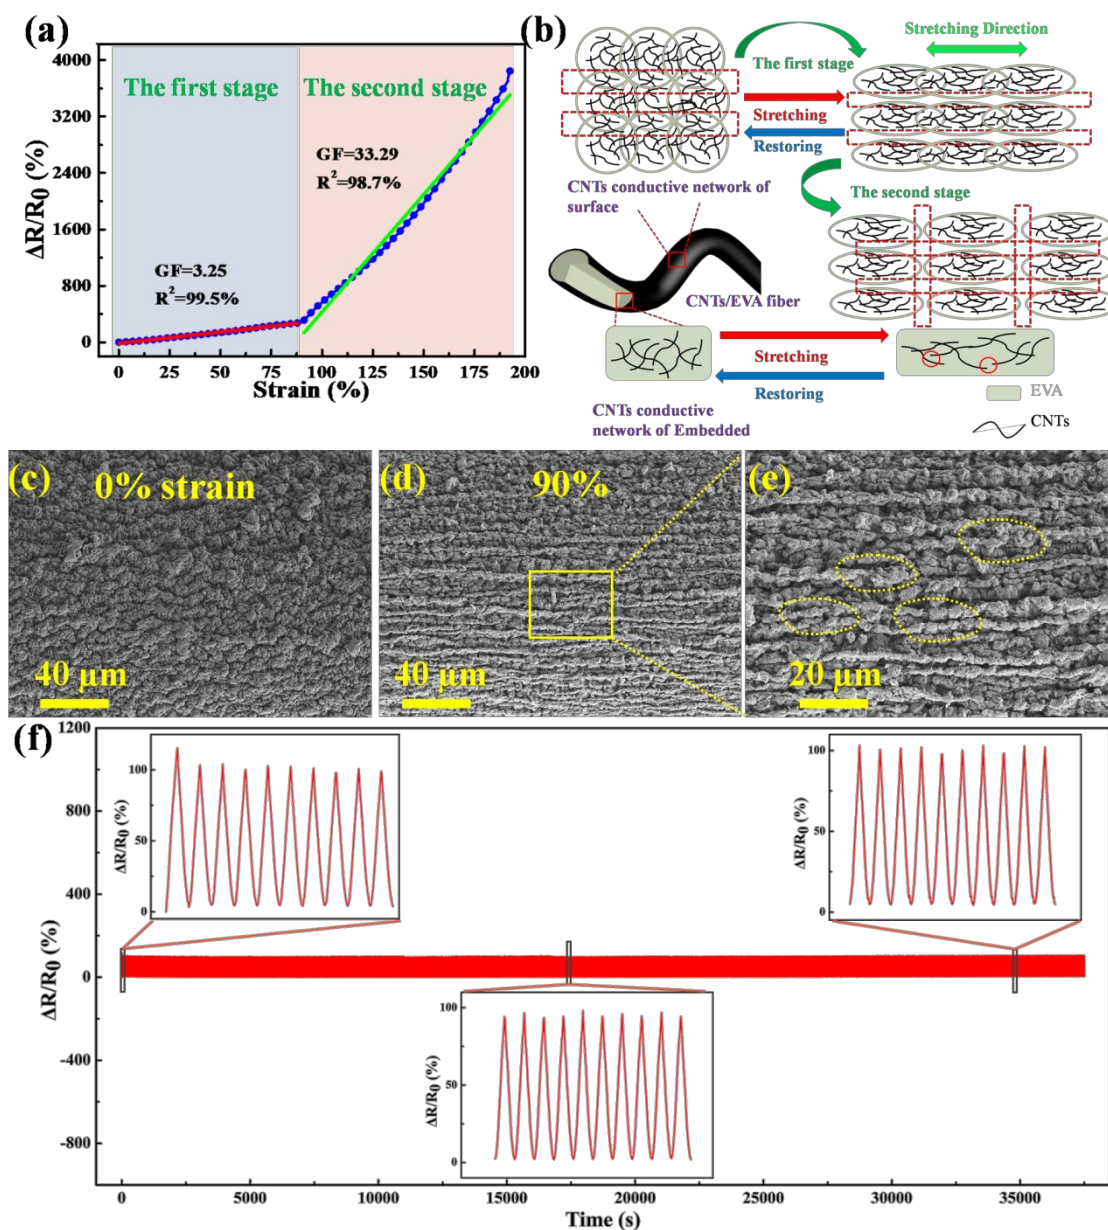 (a)
The first stage
The second stage
GF=33.29
R²=98.7%
GF=3.25
R²=99.5%
ΔR/R0 (%)
4000
3200
2400
1600
800
0
0 25 50 75 100 125 150 175 200
Strain (%)
(b)
Stretching Direction
The first stage
Stretching
Restoring
The second stage
CNTs conductive network of
surface
CNTs/EVA fiber
Stretching
Restoring
EVA
CNTs
CNTs conductive
network of Embedded
(c)
0% strain
40 μm
(d)
90%
40 μm
(e)
20 μm
(f)
ΔR/R0 (%)
1200
800
400
0
-400
-800
ΔR/R0 (%)
100
50
0
ΔR/R0 (%)
100
50
0
ΔR/R0 (%)
100
50
0
0 5000 10000 15000 20000 25000 30000 35000
Time (s)